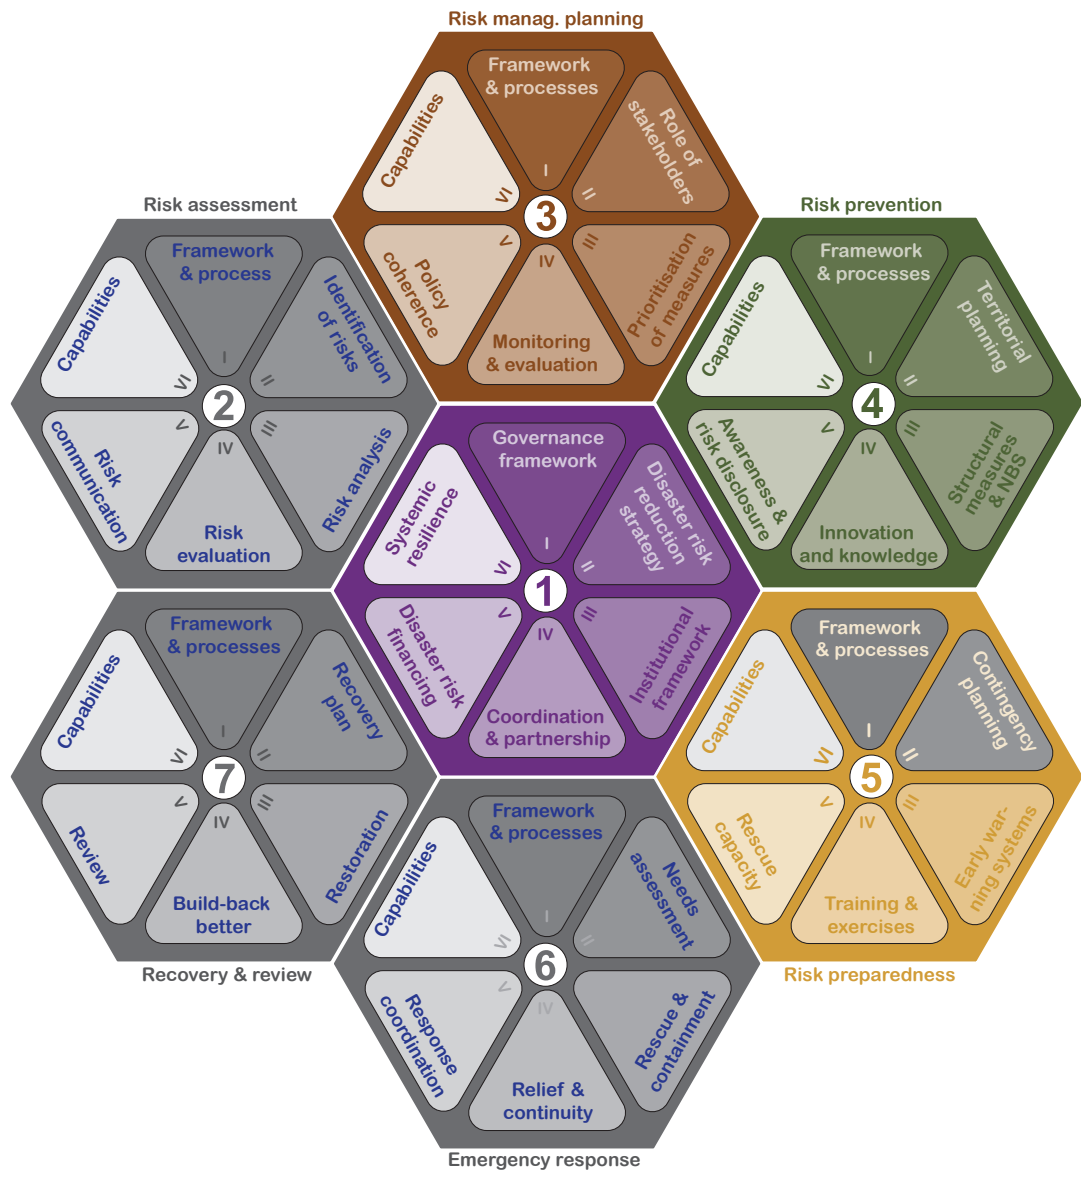 Risk manag. planning
Framework
& processes
I
Role of
stakeholders
II
Prioritisation
of measures
III
Monitoring
& evaluation
IV
Policy
coherence
V
Capabilities
VI
3
Risk assessment
Framework
& process
I
Identification
of risks
II
Risk analysis
III
Risk
evaluation
IV
Risk
communication
V
Capabilities
VI
2
Risk prevention
Framework
& processes
I
Territorial
planning
II
Structural
measures
& NBS
III
Innovation
and knowledge
IV
Awareness &
risk disclosure
V
Capabilities
VI
4
Governance
framework
I
Disaster risk
reduction
strategy
II
Institutional
framework
III
Coordination
& partnership
IV
Disaster risk
financing
V
Systemic
resilience
VI
1
Framework
& processes
I
Recovery
plan
II
Restoration
III
Build-back
better
IV
Review
V
Capabilities
VI
7
Recovery & review
Framework
& processes
I
Contingency
planning
II
Early war-
ning systems
III
Training &
exercises
IV
Rescue
capacity
V
Capabilities
VI
5
Risk preparedness
Framework
& processes
I
Needs
assessment
II
Rescue &
containment
Relief &
continuity
IV
Response
coordination
V
Capabilities
VI
6
Emergency response